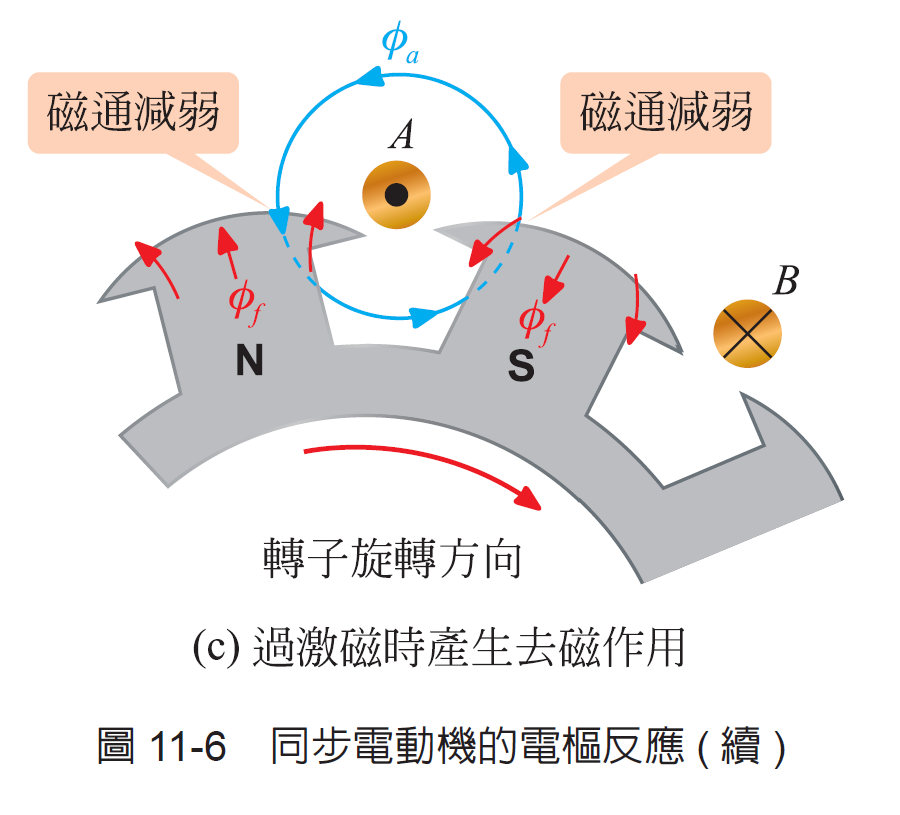 ϕa
磁通減弱
磁通減弱
A
B
ϕf
ϕf
N
S
轉子旋轉方向
(c) 過激磁時產生去磁作用
圖 11-6 同步電動機的電樞反應 ( 續 )